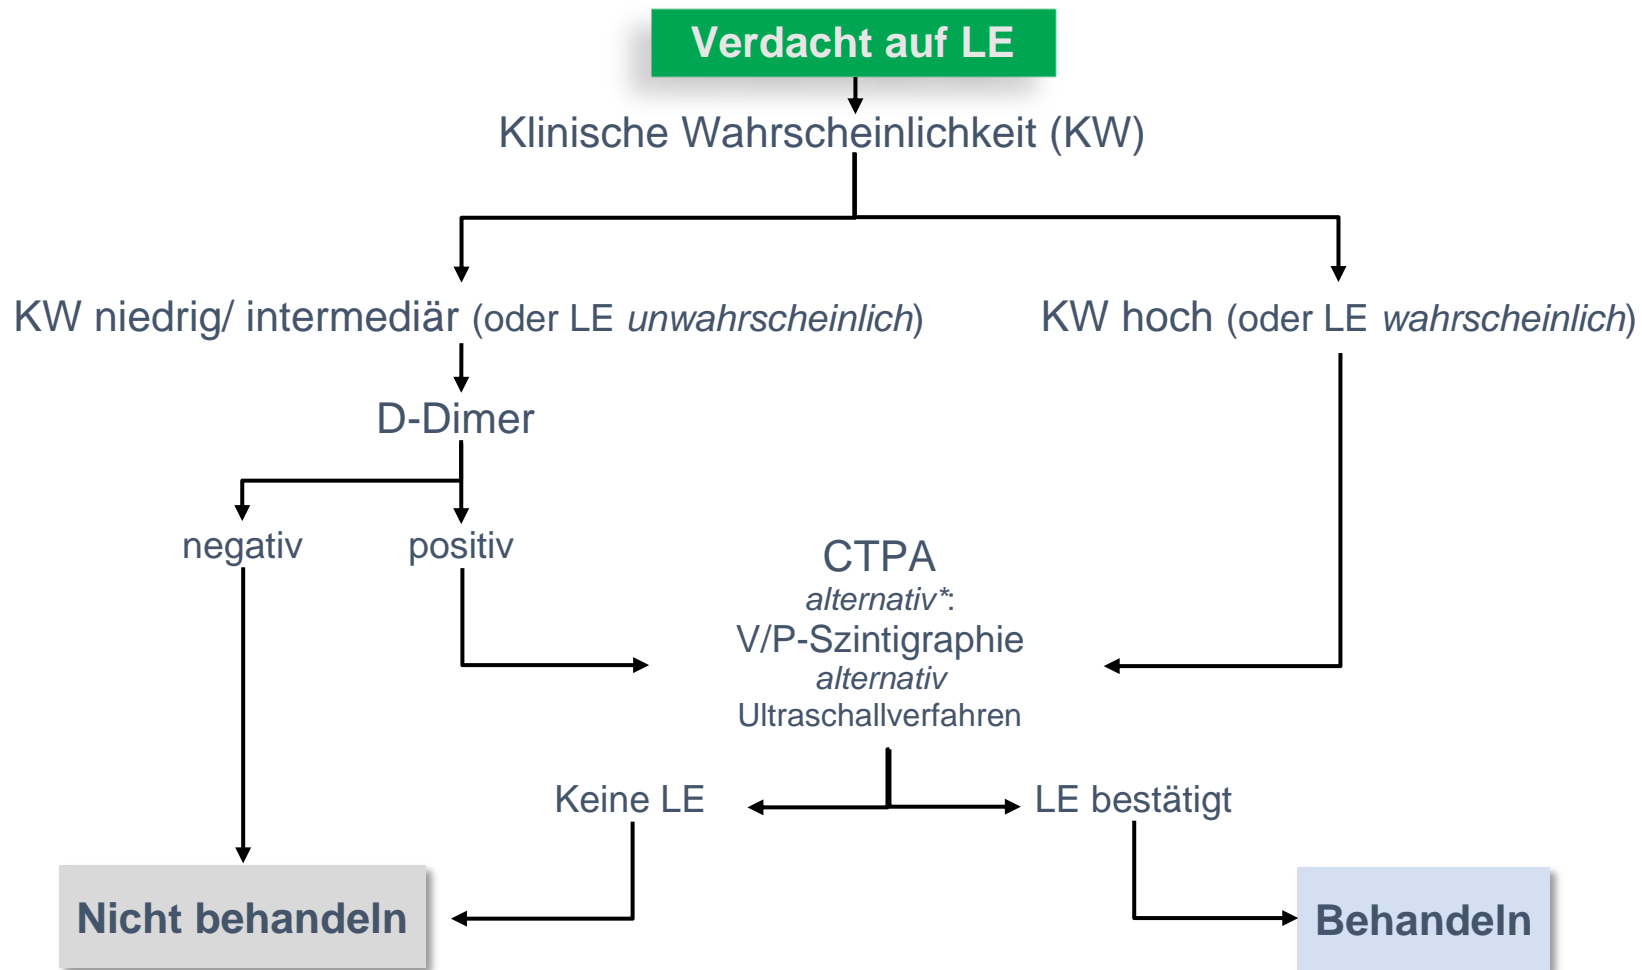 Verdacht auf LE
Klinische Wahrscheinlichkeit (KW)
KW niedrig/ intermediär (oder LE unwahrscheinlich)
KW hoch (oder LE wahrscheinlich)
D-Dimer
negativ
positiv
CTPA
alternativ*:
V/P-Szintigraphie
alternativ
Ultraschallverfahren
Keine LE
LE bestätigt
Nicht behandeln
Behandeln